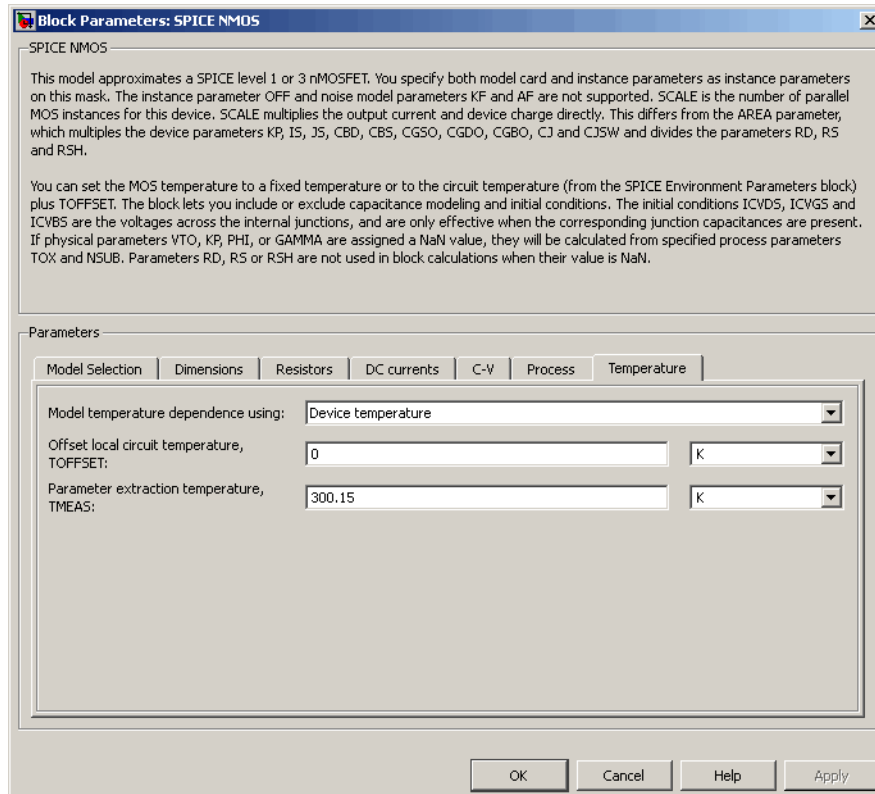 Block Parameters: SPICE NMOS
SPICE NMOS
This model approximates a SPICE level 1 or 3 nMOSFET. You specify both model card and instance parameters as instance parameters
on this mask. The instance parameter OFF and noise model parameters KF and AF are not supported. SCALE is the number of parallel
MOS instances for this device. SCALE multiplies the output current and device charge directly. This differs from the AREA parameter,
which multiples the device parameters KP, IS, JS, CBD, CBS, CGSO, CGDO, CGBO, CJ and CJSW and divides the parameters RD, RS
and RSH.
You can set the MOS temperature to a fixed temperature or to the circuit temperature (from the SPICE Environment Parameters block)
plus TOFFSET. The block lets you include or exclude capacitance modeling and initial conditions. The initial conditions ICVDS, ICVGS and
ICVBS are the voltages across the internal junctions, and are only effective when the corresponding junction capacitances are present.
If physical parameters VTO, KP, PHI, or GAMMA are assigned a NaN value, they will be calculated from specified process parameters
TOX and NSUB. Parameters RD, RS or RSH are not used in block calculations when their value is NaN.
Parameters
Model Selection Dimensions Resistors DC currents C-V Process Temperature
Model temperature dependence using: Device temperature
Offset local circuit temperature,
TOFFSET: 0 K
Parameter extraction temperature,
TMEAS: 300.15 K
OK Cancel Help Apply